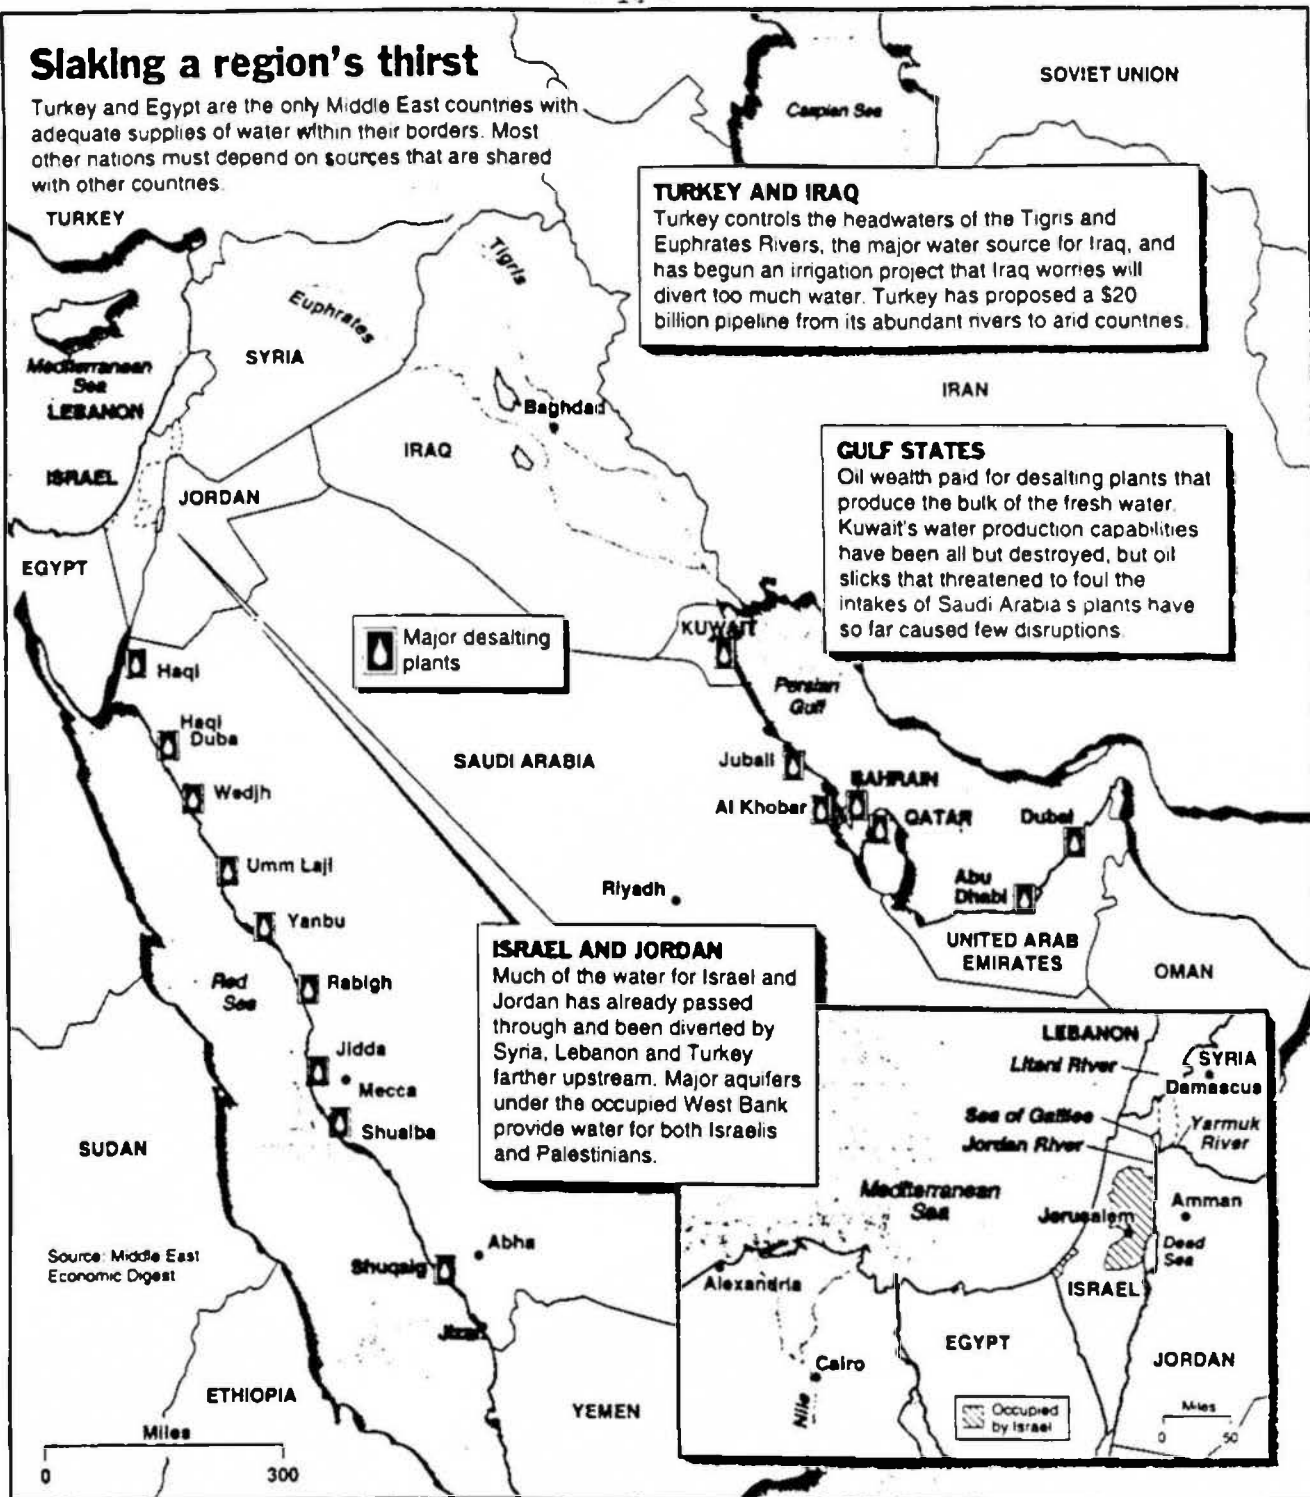 Slaking a region's thirst
Turkey and Egypt are the only Middle East countries with
adequate supplies of water within their borders. Most
other nations must depend on sources that are shared
with other countries.
SOVIET UNION
Caspian Sea
TURKEY
TURKEY AND IRAQ
Turkey controls the headwaters of the Tigris and
Euphrates Rivers, the major water source for Iraq, and
has begun an irrigation project that Iraq worries will
divert too much water. Turkey has proposed a $20
billion pipeline from its abundant rivers to arid countries.
Tigris
Euphrates
SYRIA
Mediterranean
Sea
LEBANON
Baghdad
IRAN
ISRAEL
IRAQ
JORDAN
GULF STATES
Oil wealth paid for desalting plants that
produce the bulk of the fresh water.
Kuwait's water production capabilities
have been all but destroyed, but oil
slicks that threatened to foul the
intakes of Saudi Arabia s plants have
so far caused few disruptions.
EGYPT
Major desalting
plants
KUWAIT
Haqi
Persian
Gulf
Haqi
Duba
SAUDI ARABIA
Juball
Wedjh
BAHRAIN
Al Khobar
QATAR
Dubai
Umm Lajl
Abu
Dhabi
Riyadh
Yanbu
UNITED ARAB
EMIRATES
OMAN
ISRAEL AND JORDAN
Much of the water for Israel and
Jordan has already passed
through and been diverted by
Syria, Lebanon and Turkey
farther upstream. Major aquifers
under the occupied West Bank
provide water for both Israelis
and Palestinians.
Red
Sea
Rabigh
Jidda
Mecca
Shualba
SUDAN
LEBANON
Litani River
SYRIA
Damascus
Sea of Galilee
Yarmuk
River
Jordan River
Mediterranean
Sea
Amman
Jerusalem
Dead
Sea
Alexandria
ISRAEL
Source: Middle East
Economic Digest
Abha
Shuqaig
Jizan
EGYPT
JORDAN
Cairo
Nile
Occupied
by Israel
Miles
0 50
ETHIOPIA
YEMEN
Miles
0 300